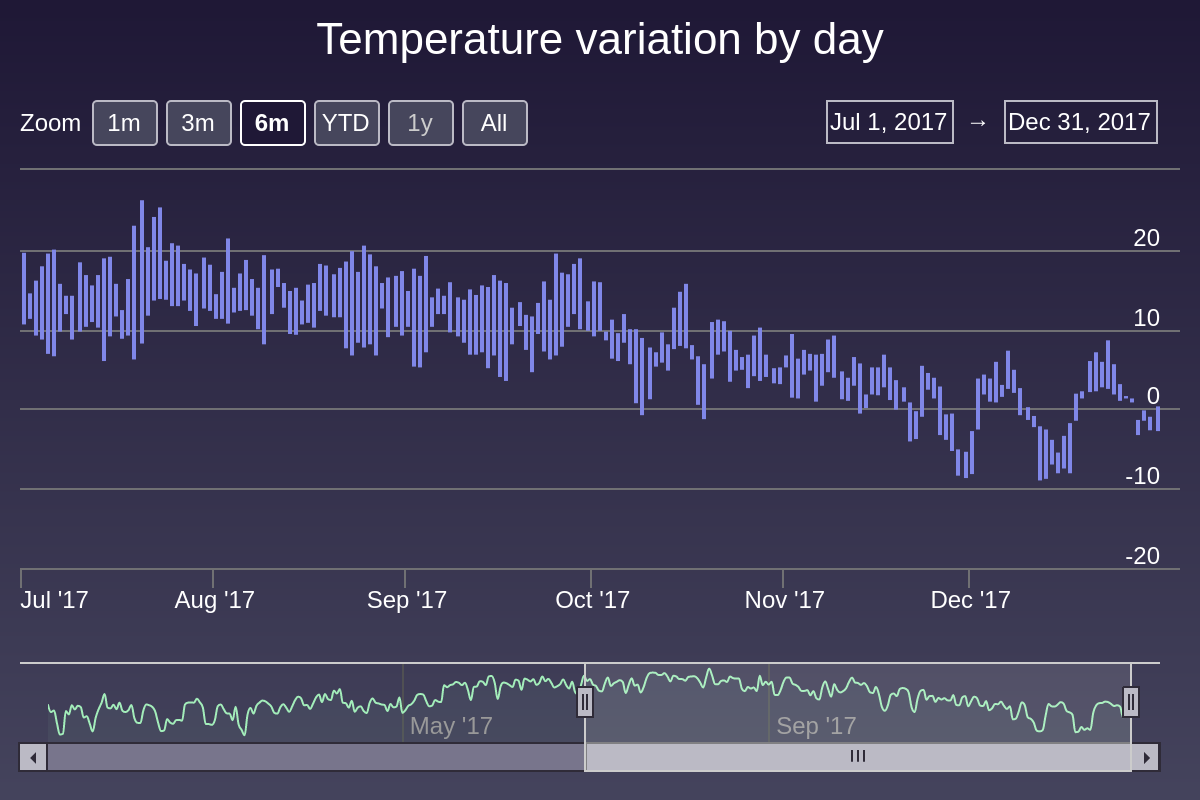 Temperature variation by day
Zoom 1m 3m 6m YTD 1y All Jul 1, 2017 → Dec 31, 2017
20
10
0
-10
-20
Jul '17 Aug '17 Sep '17 Oct '17 Nov '17 Dec '17
May '17 Sep '17